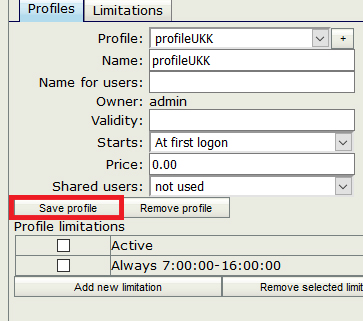 Profiles Limitations
Profile: profileUKK +
Name: profileUKK
Name for users:
Owner: admin
Validity:
Starts: At first logon
Price: 0.00
Shared users: not used
Save profile Remove profile
Profile limitations
Active
Always 7:00:00-16:00:00
Add new limitation Remove selected limit